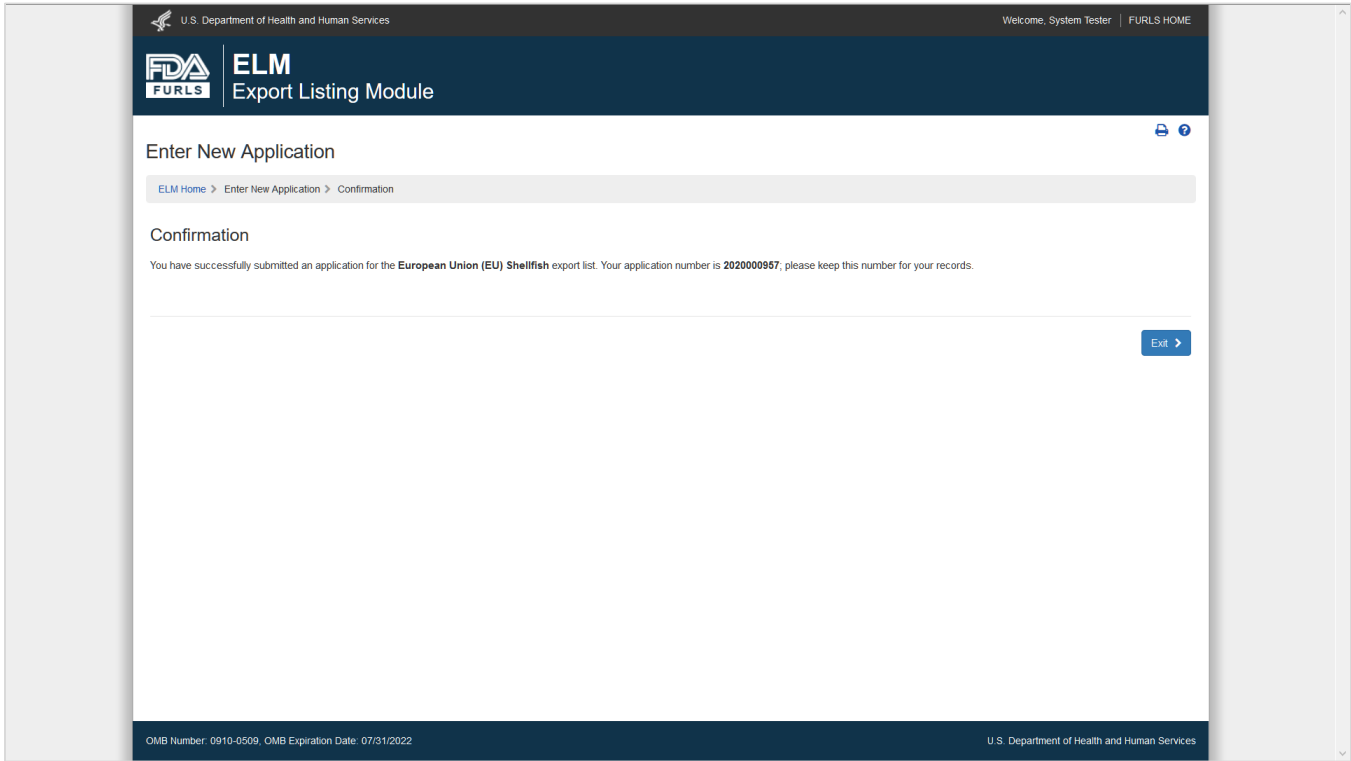 U.S. Department of Health and Human Services
Welcome, System Tester | FURLS HOME
FDA
FURLS
ELM
Export Listing Module
Enter New Application
ELM Home > Enter New Application > Confirmation
Confirmation
You have successfully submitted an application for the European Union (EU) Shellfish export list. Your application number is 2020000957; please keep this number for your records.
Exit >
OMB Number: 0910-0509, OMB Expiration Date: 07/31/2022
U.S. Department of Health and Human Services